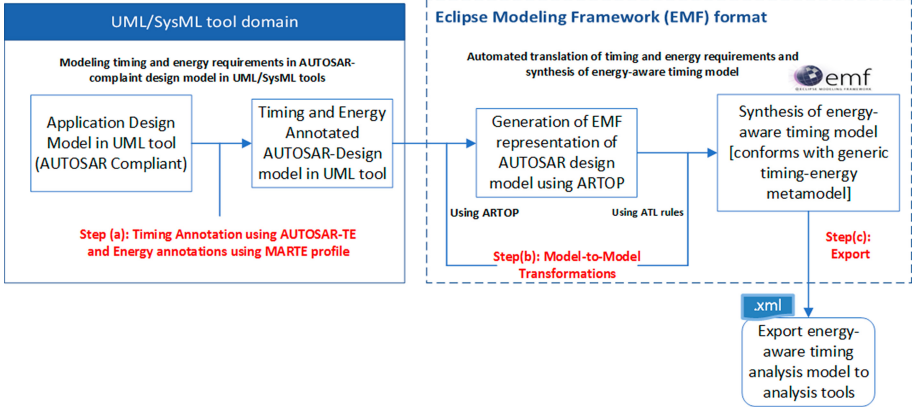 UML/SysML tool domain
Modeling timing and energy requirements in AUTOSAR-
complaint design model in UML/SysML tools
Application Design
Model in UML tool
(AUTOSAR Compliant)
Timing and Energy
Annotated
AUTOSAR-Design
model in UML tool
Step (a): Timing Annotation using AUTOSAR-TE
and Energy annotations using MARTE profile
Eclipse Modeling Framework (EMF) format
Automated translation of timing and energy requirements and
synthesis of energy-aware timing model
emf
ECLIPSE MODELING FRAMEWORK
Generation of EMF
representation of
AUTOSAR design
model using ARTOP
Synthesis of energy-
aware timing model
[conforms with generic
timing-energy
metamodel]
Using ARTOP
Using ATL rules
Step(b): Model-to-Model
Transformations
Step(c):
Export
.xml
Export energy-
aware timing
analysis model to
analysis tools